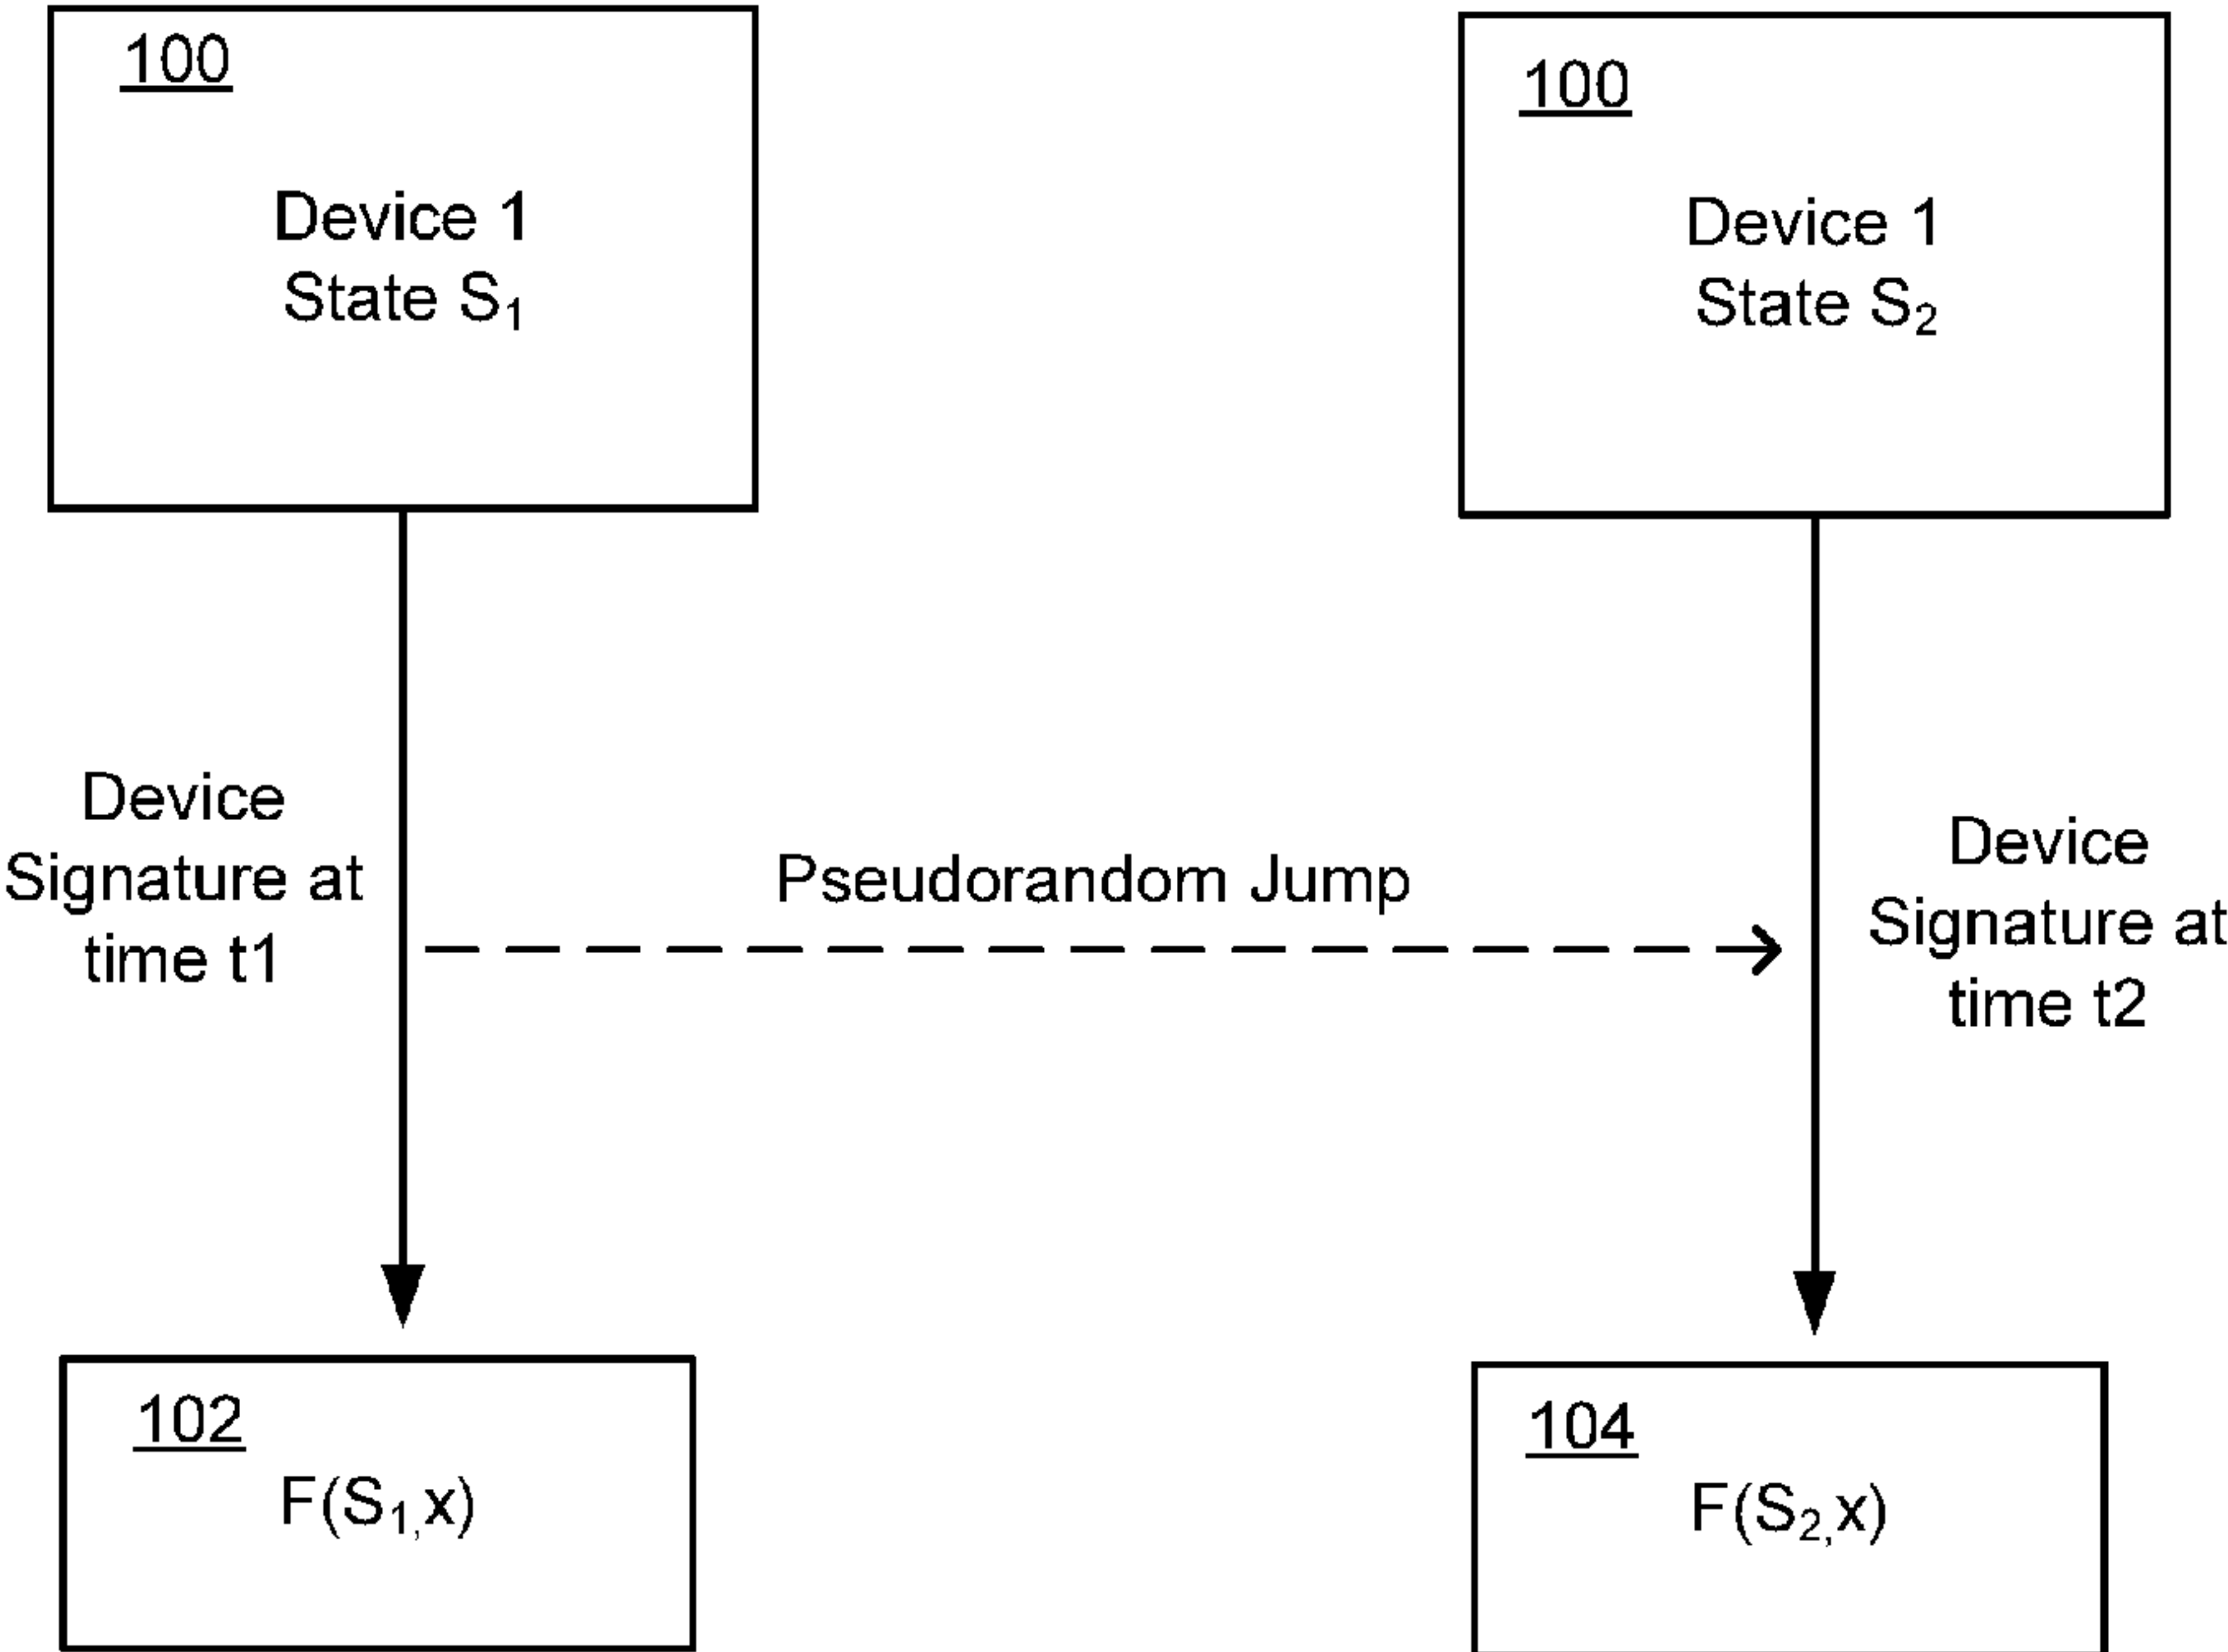 100
Device 1
State S₁
100
Device 1
State S₂
Device
Signature at
time t1
Pseudorandom Jump
Device
Signature at
time t2
102
F(S₁,x)
104
F(S₂,x)